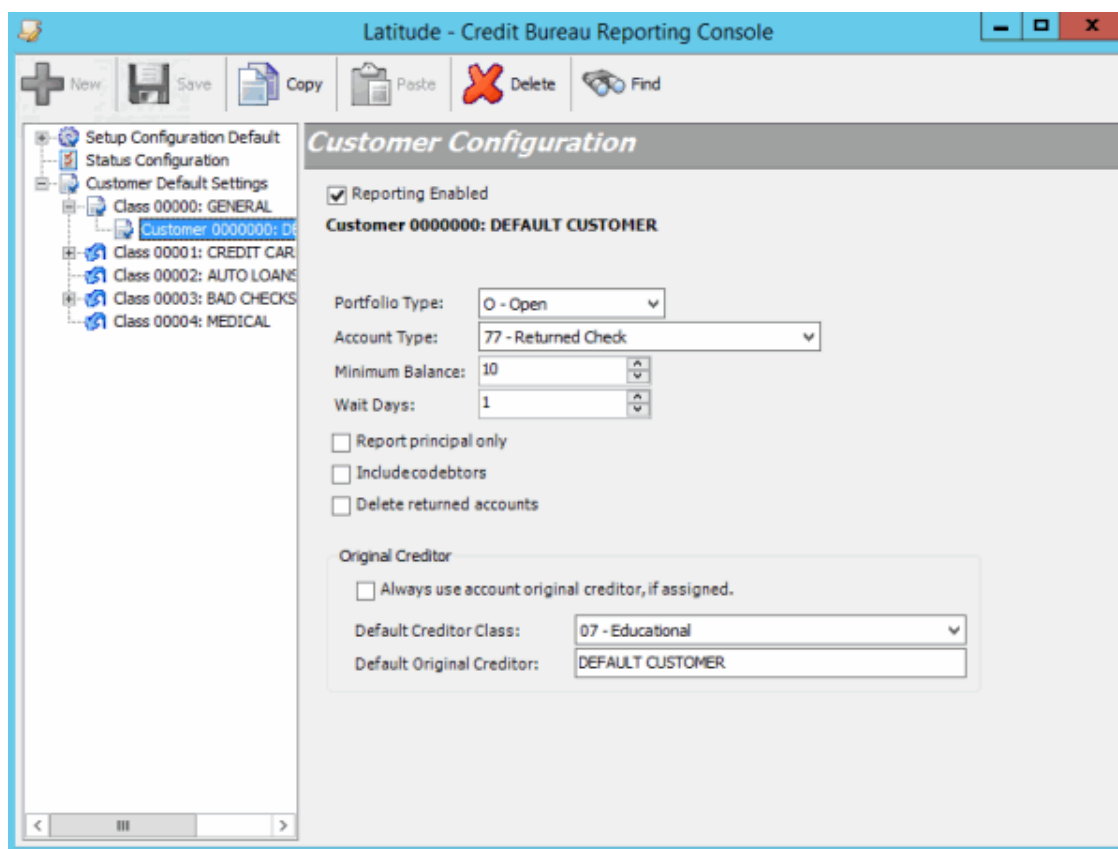 Latitude - Credit Bureau Reporting Console
New Save Copy Paste Delete Find
Setup Configuration Default
Status Configuration
Customer Default Settings
Class 00000: GENERAL
Customer 0000000: DE
Class 00001: CREDIT CAR
Class 00002: AUTO LOANS
Class 00003: BAD CHECKS
Class 00004: MEDICAL
Customer Configuration
Reporting Enabled
Customer 0000000: DEFAULT CUSTOMER
Portfolio Type: O - Open
Account Type: 77 - Returned Check
Minimum Balance: 10
Wait Days: 1
Report principal only
Include codebtors
Delete returned accounts
Original Creditor
Always use account original creditor, if assigned.
Default Creditor Class: 07 - Educational
Default Original Creditor: DEFAULT CUSTOMER